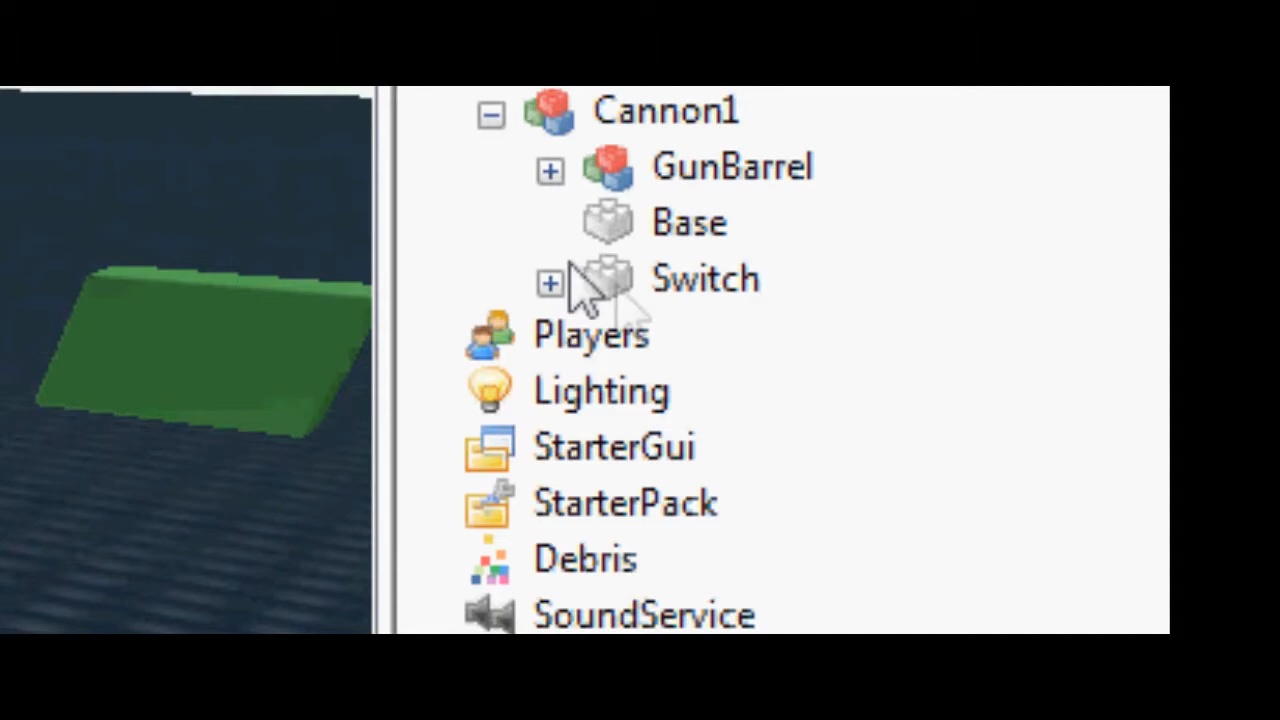 Cannon1
GunBarrel
Base
Switch
Players
Lighting
StarterGui
StarterPack
Debris
SoundService